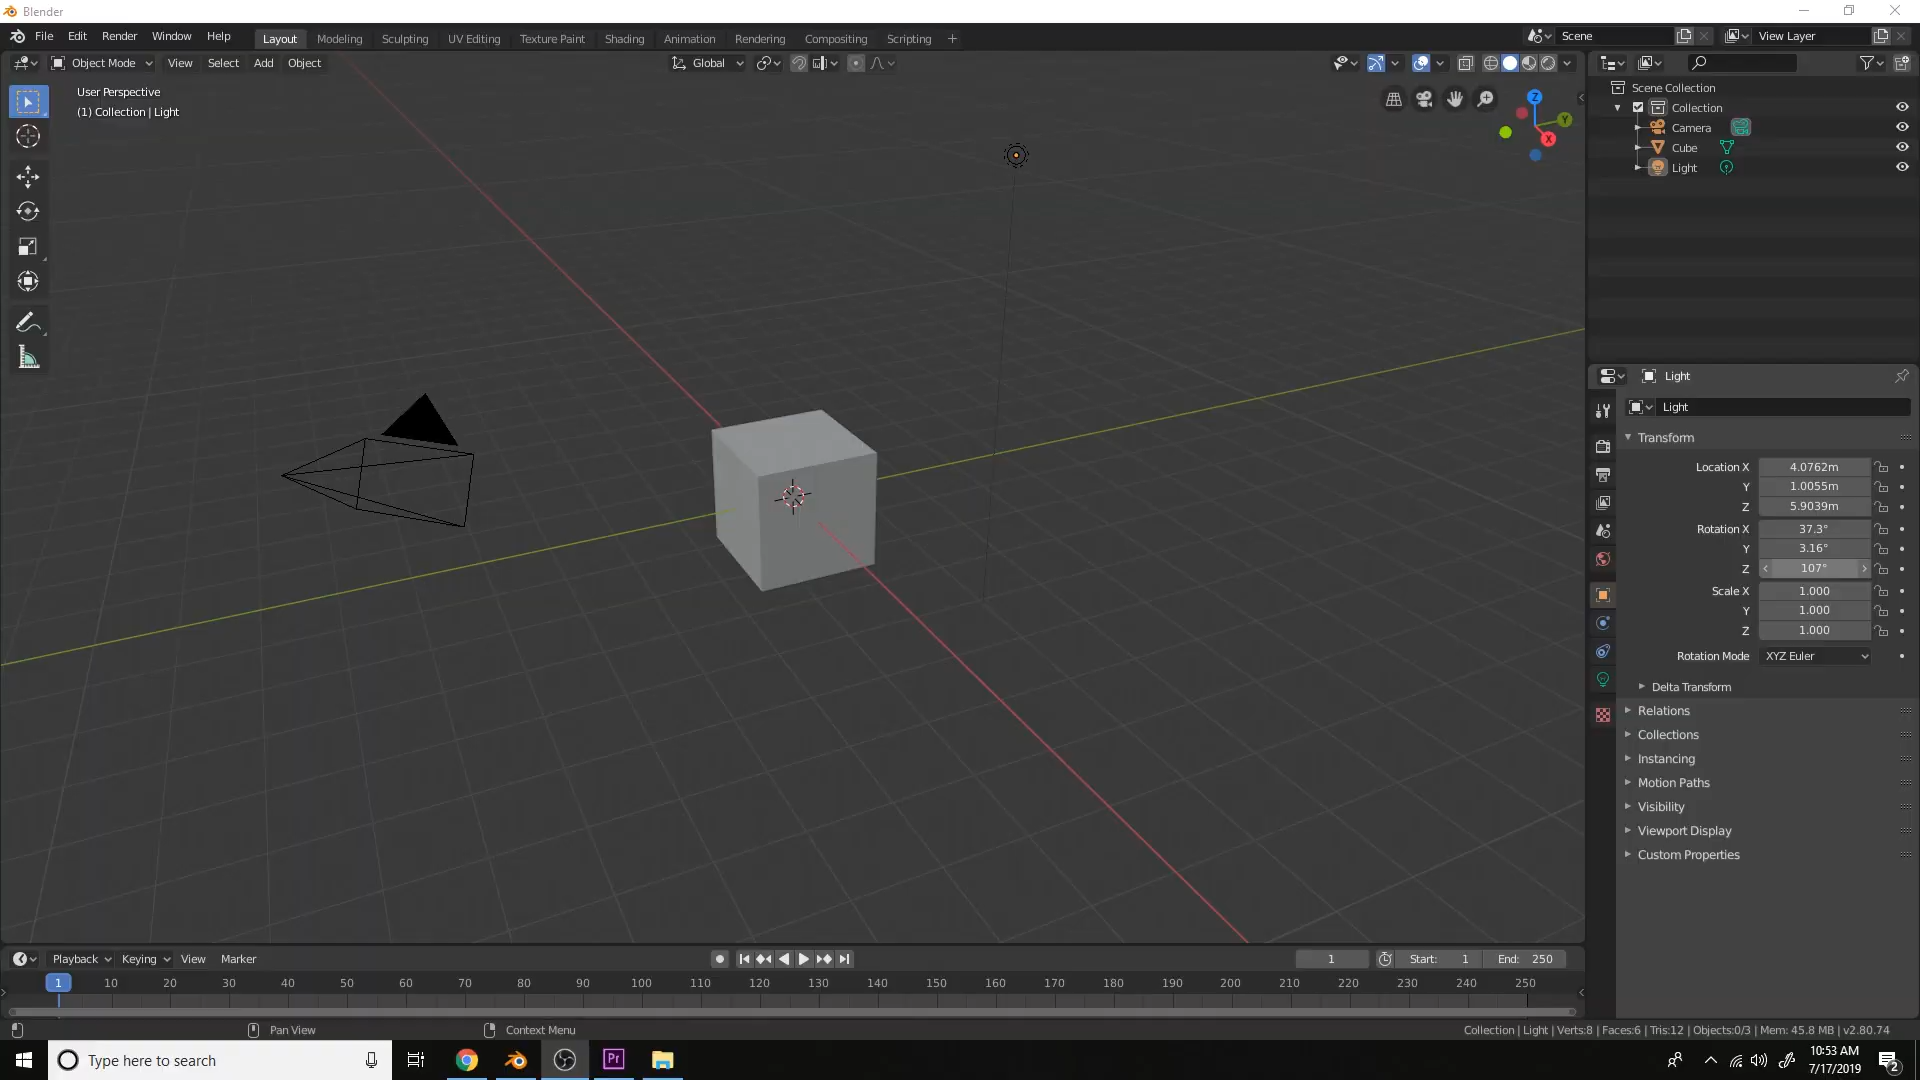 Blender
File Edit Render Window Help Layout Modeling Sculpting UV Editing Texture Paint Shading Animation Rendering Compositing Scripting + Scene View Layer
Object Mode View Select Add Object Global
User Perspective
(1) Collection | Light
Z
Y
X
Scene Collection
Collection
Camera
Cube
Light
Light
Light
Transform
Location X 4.0762m
Y 1.0055m
Z 5.9039m
Rotation X 37.3°
Y 3.16°
Z 107°
Scale X 1.000
Y 1.000
Z 1.000
Rotation Mode XYZ Euler
Delta Transform
Relations
Collections
Instancing
Motion Paths
Visibility
Viewport Display
Custom Properties
Playback Keying View Marker 1 Start: 1 End: 250
1 10 20 30 40 50 60 70 80 90 100 110 120 130 140 150 160 170 180 190 200 210 220 230 240 250
Pan View Context Menu Collection | Light | Verts:8 | Faces:6 | Tris:12 | Objects:0/3 | Mem: 45.8 MB | v2.80.74
Type here to search Pr 10:53 AM
7/17/2019 2